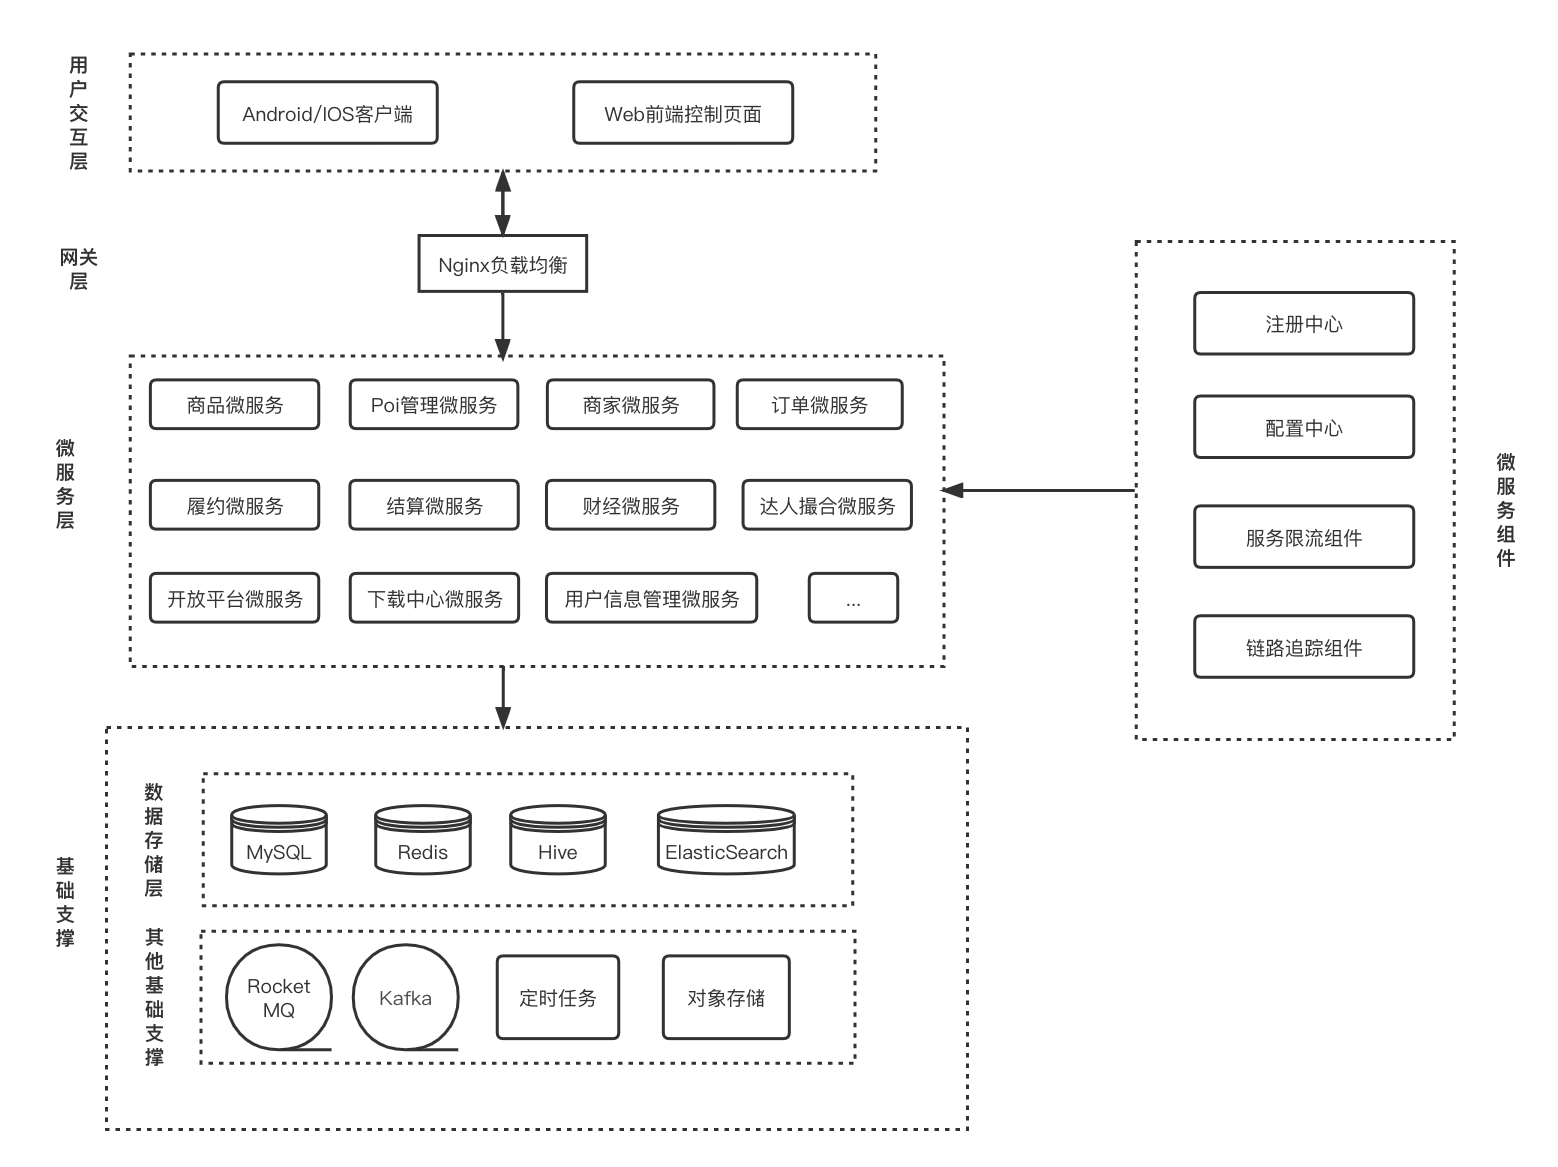 用户交互层
Android/IOS客户端
Web前端控制页面
网关层
Nginx负载均衡
微服务层
商品微服务
Poi管理微服务
商家微服务
订单微服务
履约微服务
结算微服务
财经微服务
达人撮合微服务
开放平台微服务
下载中心微服务
用户信息管理微服务
...
注册中心
配置中心
服务限流组件
链路追踪组件
微服务组件
基础支撑
数据存储层
MySQL
Redis
Hive
ElasticSearch
其他基础支撑
Rocket
MQ
Kafka
定时任务
对象存储